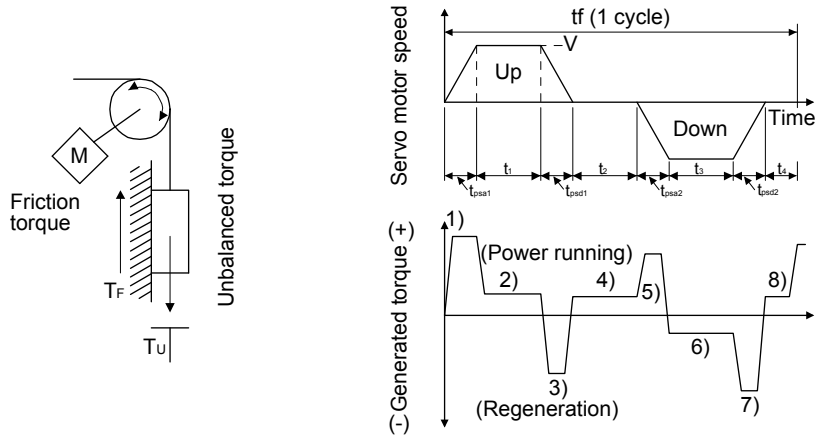 M
Friction
torque
TF
TU
Unbalanced torque
Servo motor speed
tf (1 cycle)
V
Up
Down
Time
tpsa1
t1
tpsd1
t2
tpsa2
t3
tpsd2
t4
Generated torque
(+)
(-)
1)
(Power running)
2)
4)
5)
8)
6)
3)
7)
(Regeneration)